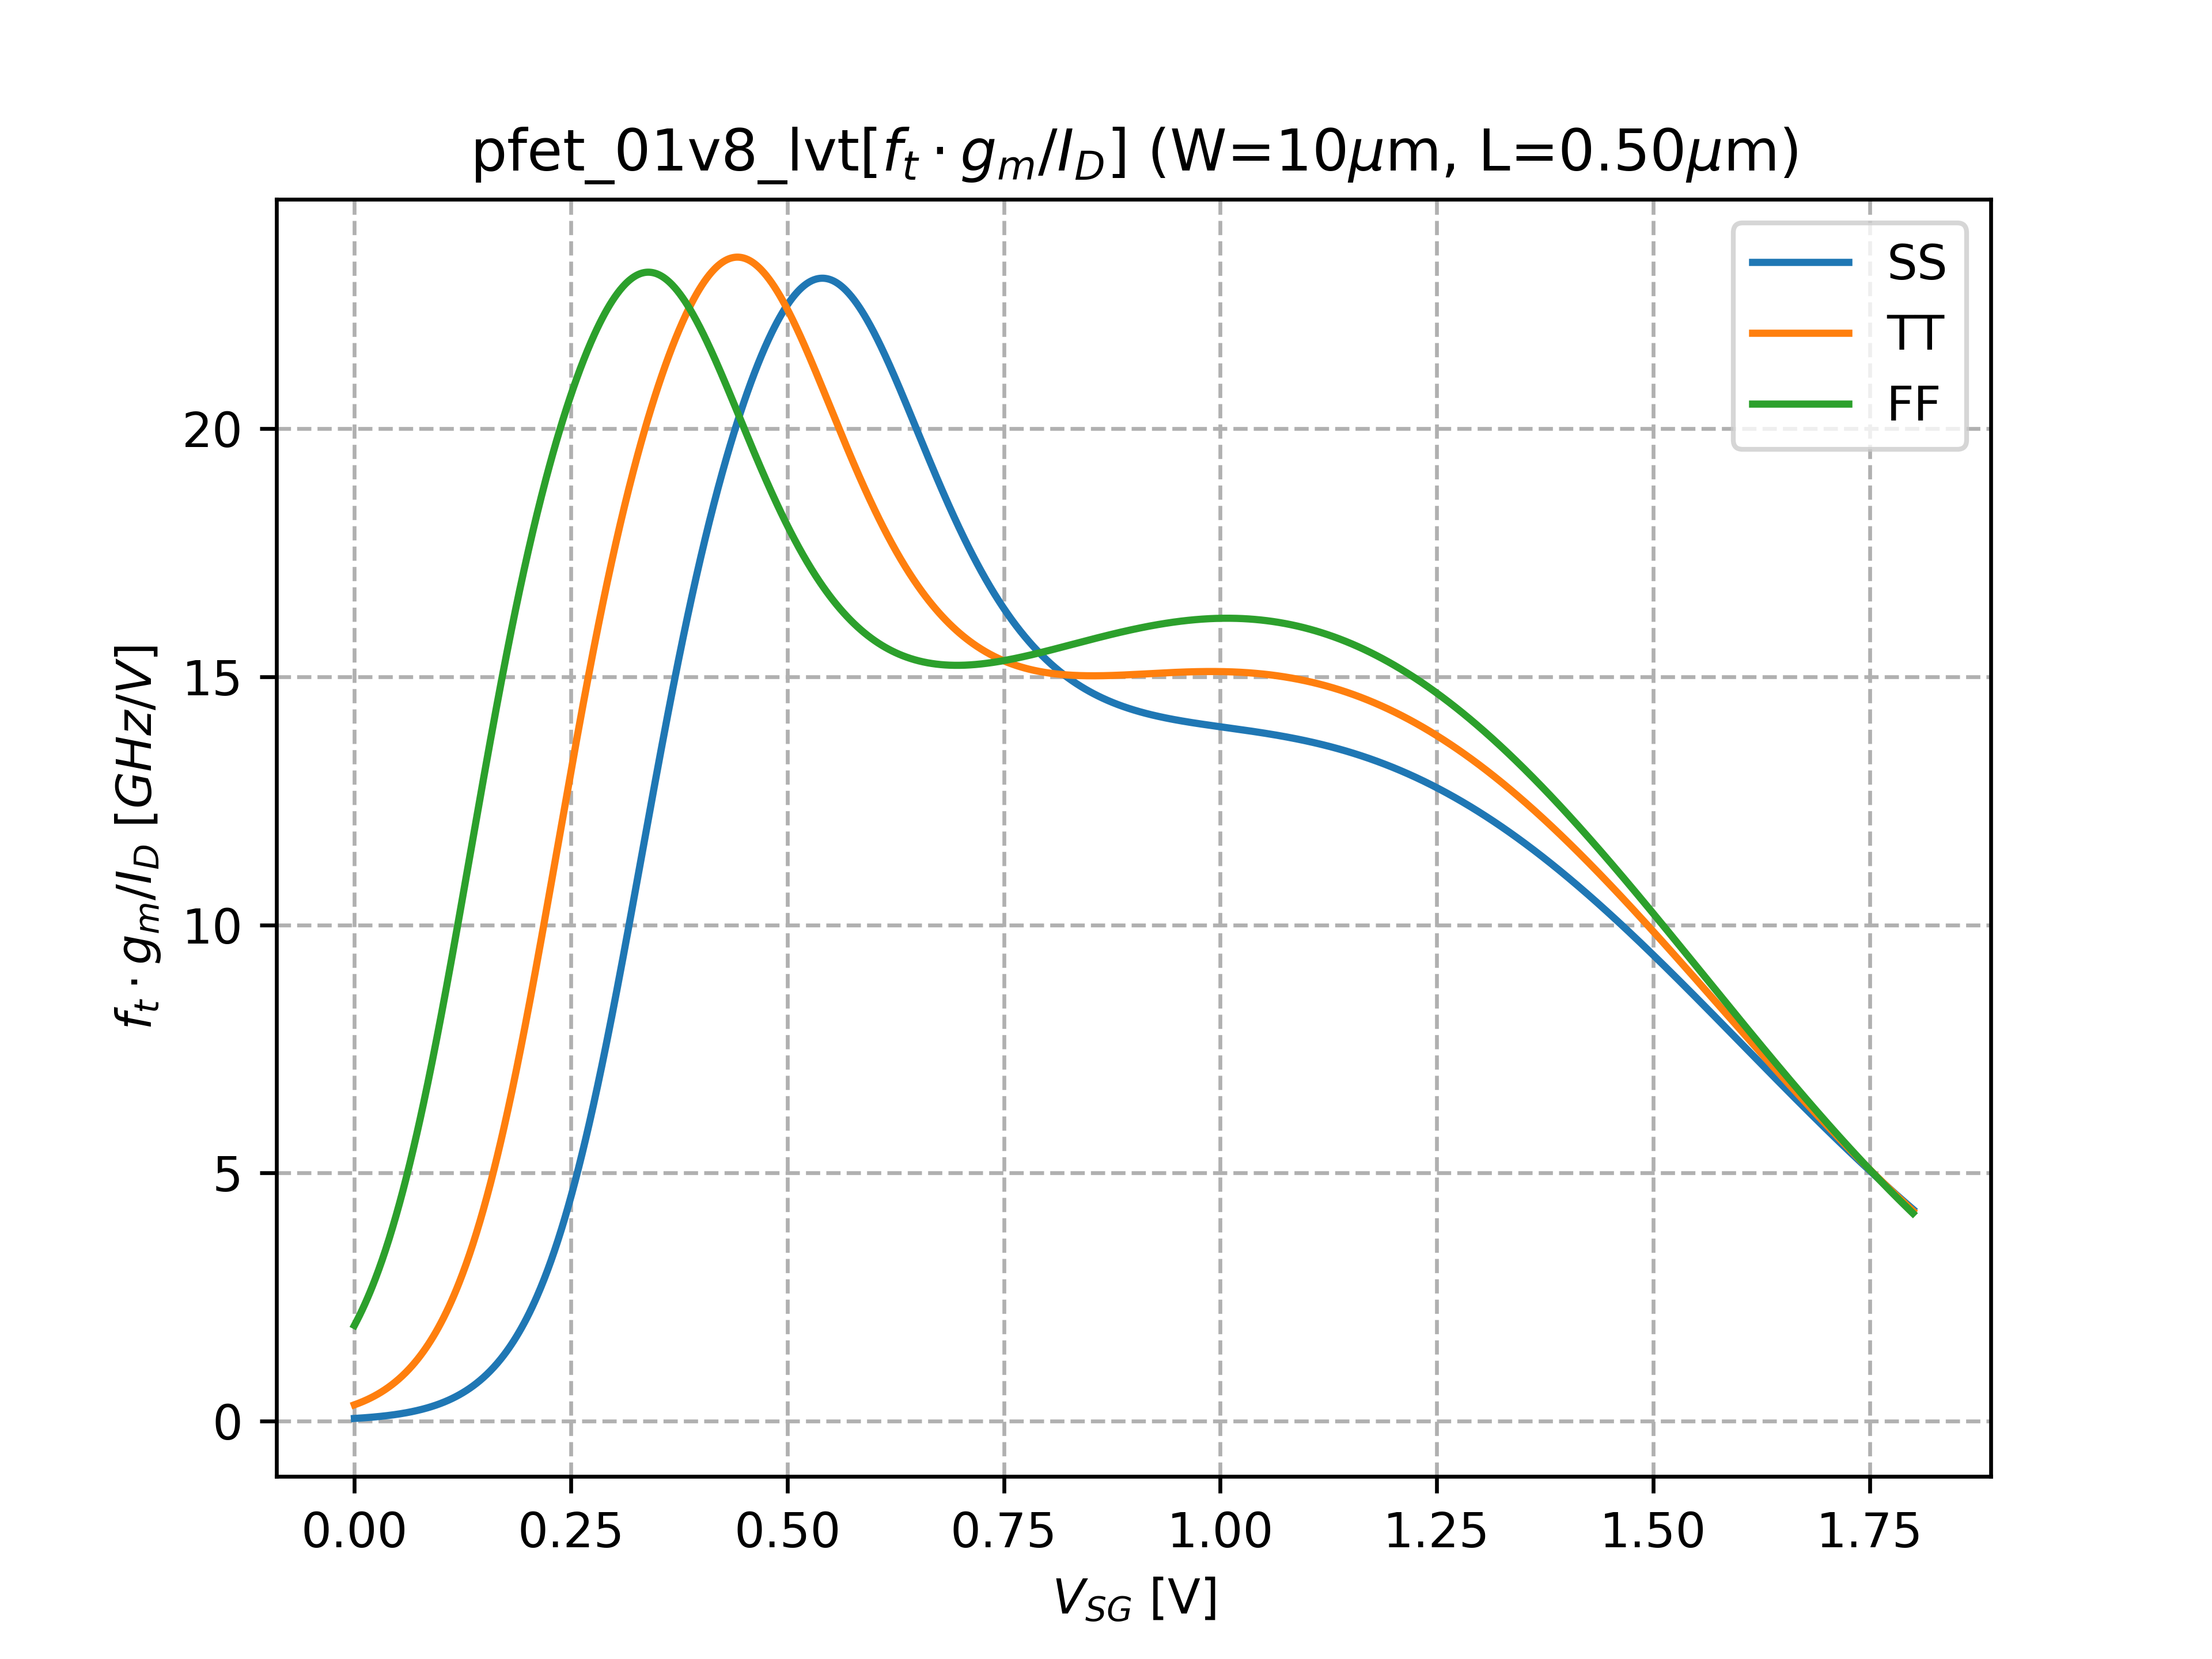 pfet_01v8_lvt[f_t · g_m/I_D] (W=10μm, L=0.50μm)
SS
TT
FF
f_t · g_m/I_D [GHz/V]
20
15
10
5
0
0.00 0.25 0.50 0.75 1.00 1.25 1.50 1.75
V_SG [V]